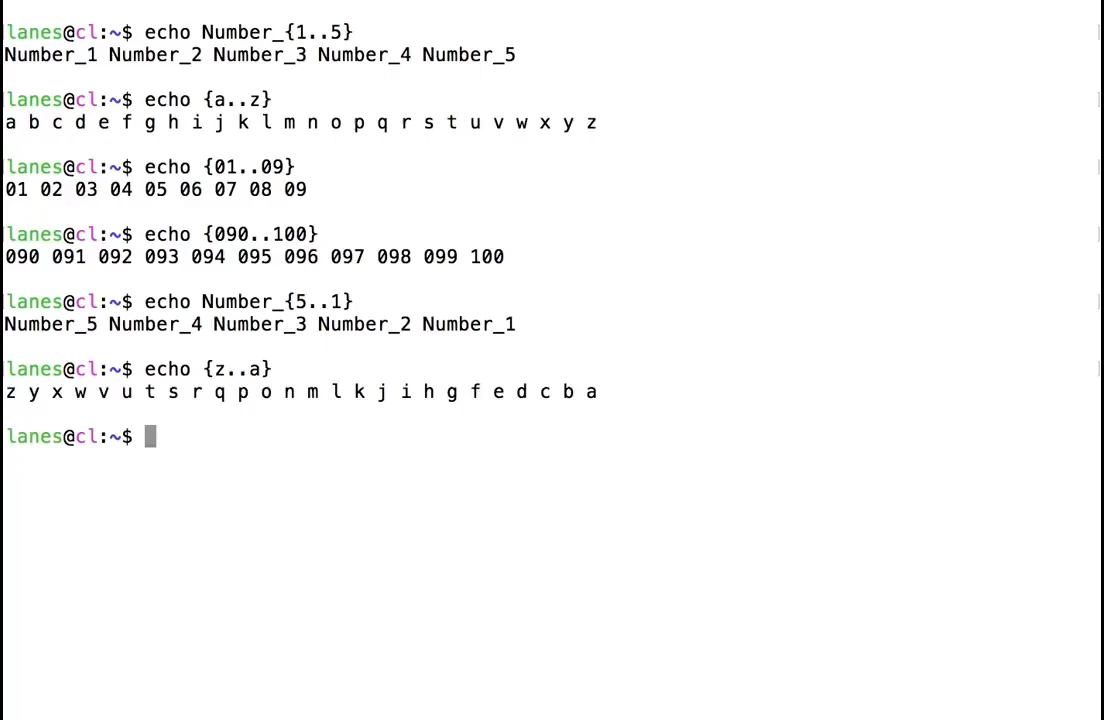 lanes@cl:~$ echo Number_{1..5}
Number_1 Number_2 Number_3 Number_4 Number_5
lanes@cl:~$ echo {a..z}
a b c d e f g h i j k l m n o p q r s t u v w x y z
lanes@cl:~$ echo {01..09}
01 02 03 04 05 06 07 08 09
lanes@cl:~$ echo {090..100}
090 091 092 093 094 095 096 097 098 099 100
lanes@cl:~$ echo Number_{5..1}
Number_5 Number_4 Number_3 Number_2 Number_1
lanes@cl:~$ echo {z..a}
z y x w v u t s r q p o n m l k j i h g f e d c b a
lanes@cl:~$